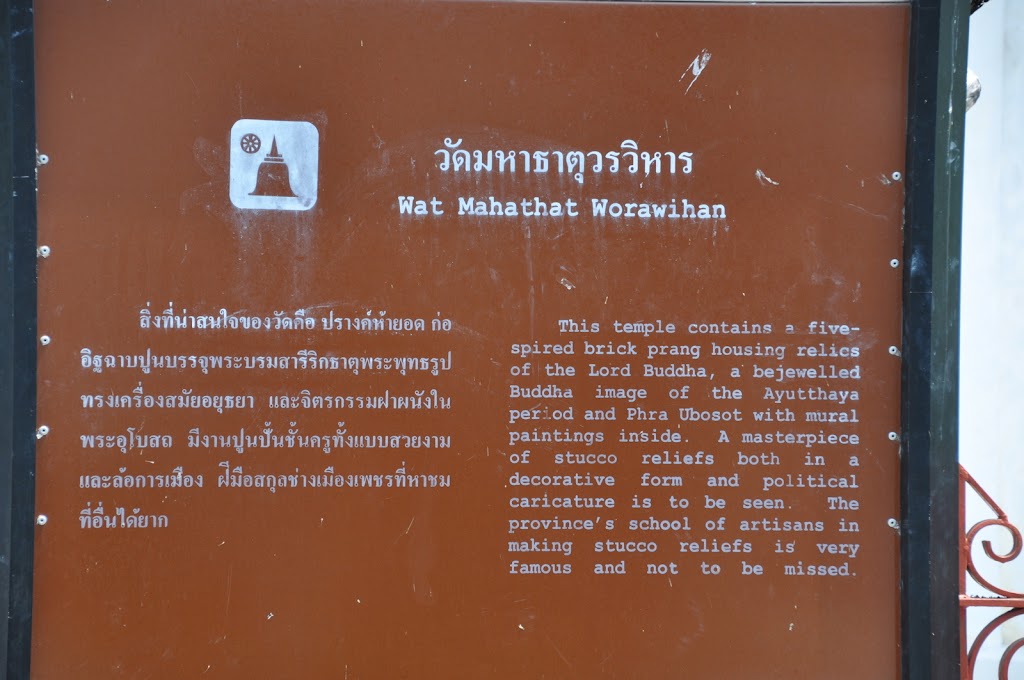 วัดมหาธาตุวรวิหาร
Wat Mahathat Worawihan
สิ่งที่น่าสนใจของวัดคือ ปรางค์ห้ายอด ก่อ
อิฐฉาบปูนบรรจุพระบรมสารีริกธาตุพระพุทธรูป
ทรงเครื่องสมัยอยุธยา และจิตรกรรมฝาผนังใน
พระอุโบสถ มีงานปูนปั้นชั้นครูทั้งแบบสวยงาม
และล้อการเมือง ฝีมือสกุลช่างเมืองเพชรที่หาชม
ที่อื่นได้ยาก
This temple contains a five-
spired brick prang housing relics
of the Lord Buddha, a bejewelled
Buddha image of the Ayutthaya
period and Phra Ubosot with mural
paintings inside. A masterpiece
of stucco reliefs both in a
decorative form and political
caricature is to be seen. The
province's school of artisans in
making stucco reliefs is very
famous and not to be missed.